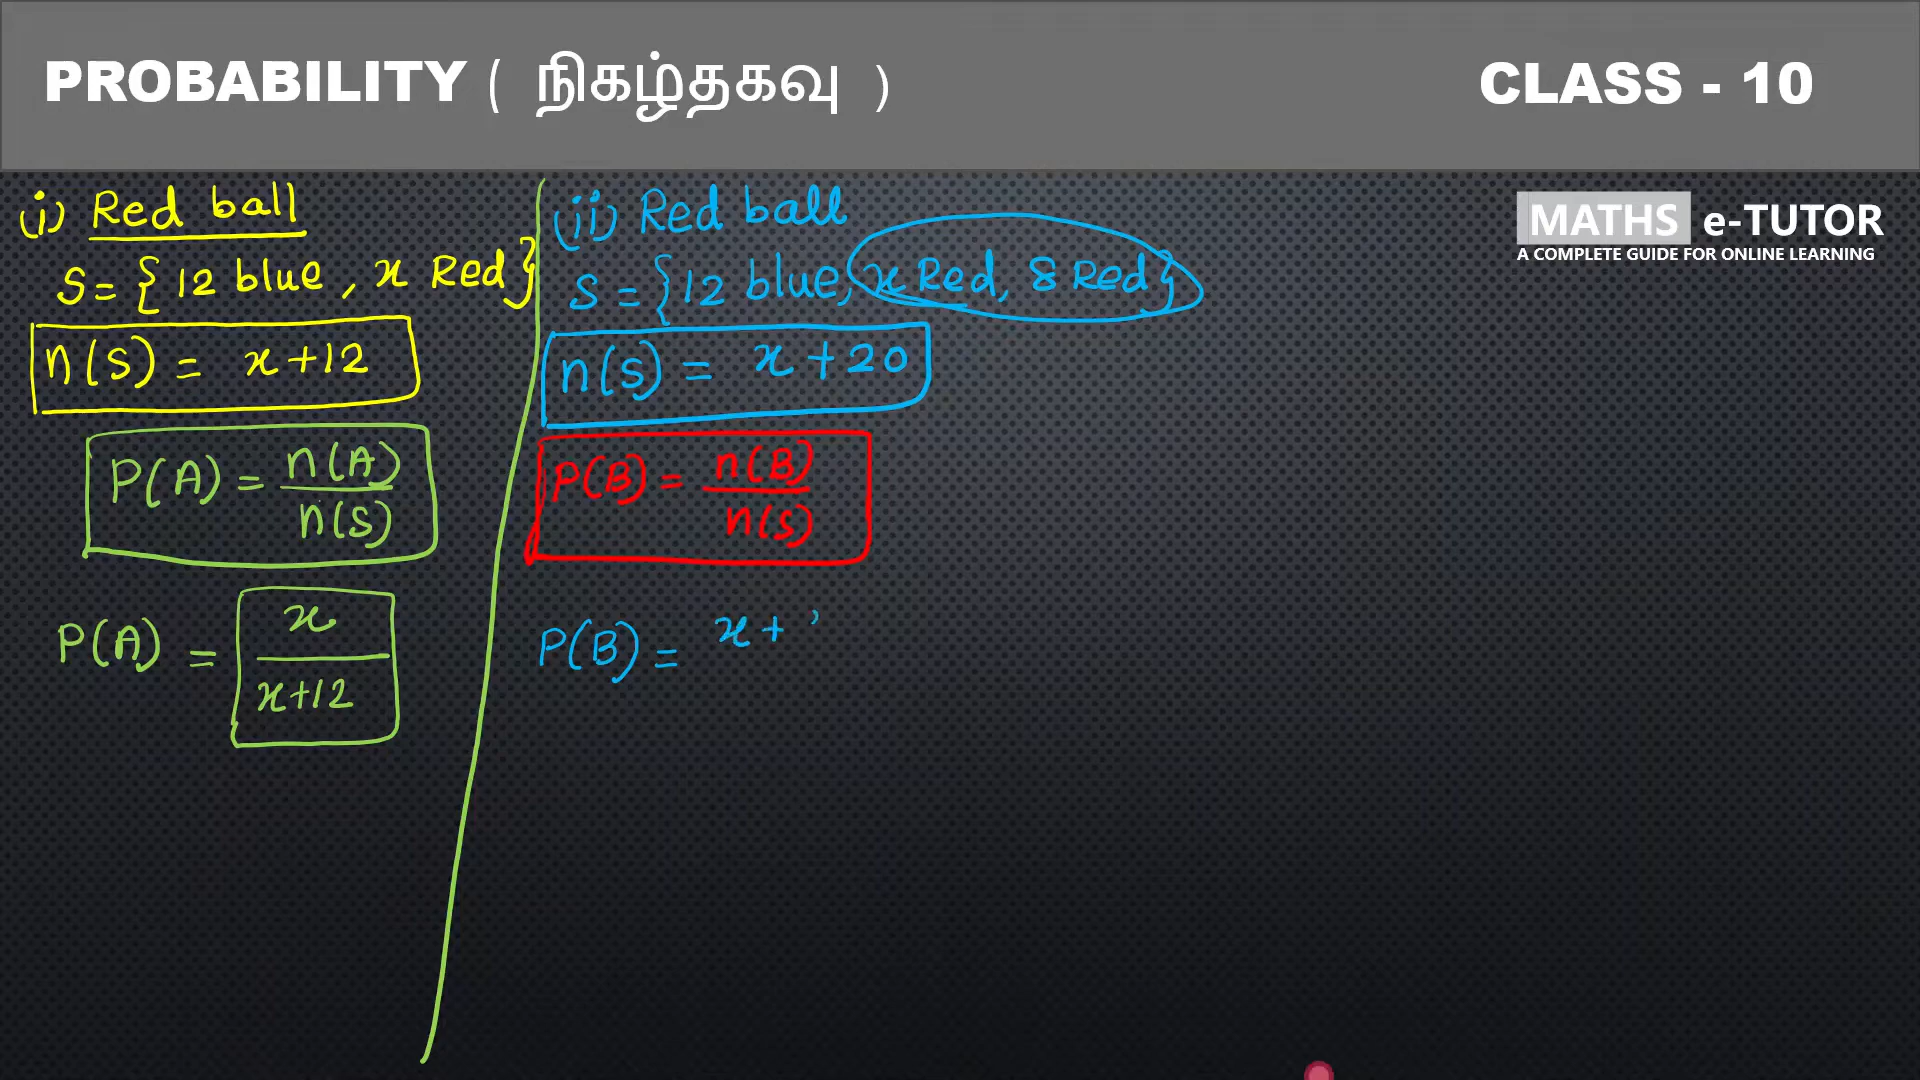 PROBABILITY ( நிகழ்தகவு )
CLASS - 10
MATHS e-TUTOR
A COMPLETE GUIDE FOR ONLINE LEARNING
(i) Red ball
S = { 12 blue , x Red }
n(S) = x+12
P(A) = n(A) / n(S)
P(A) = x / x+12
(ii) Red ball
S = { 12 blue, x Red, 8 Red }
n(S) = x+20
P(B) = n(B) / n(S)
P(B) = x +